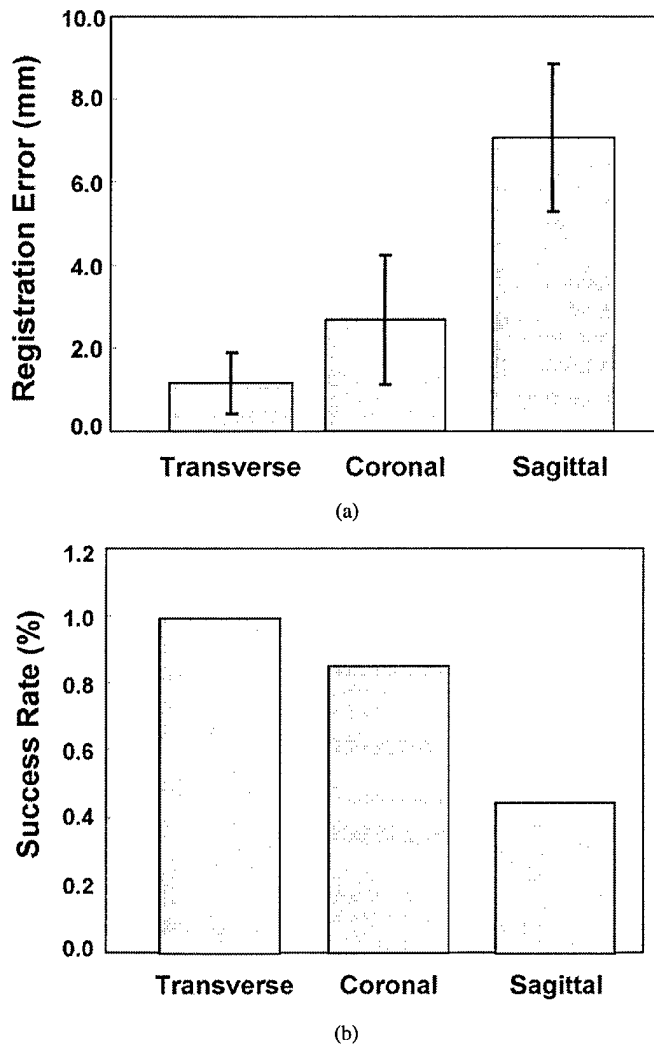 10.0
8.0
6.0
4.0
2.0
0.0
Registration Error (mm)
Transverse Coronal Sagittal
(a)
1.2
1.0
0.8
0.6
0.4
0.2
0.0
Success Rate (%)
Transverse Coronal Sagittal
(b)